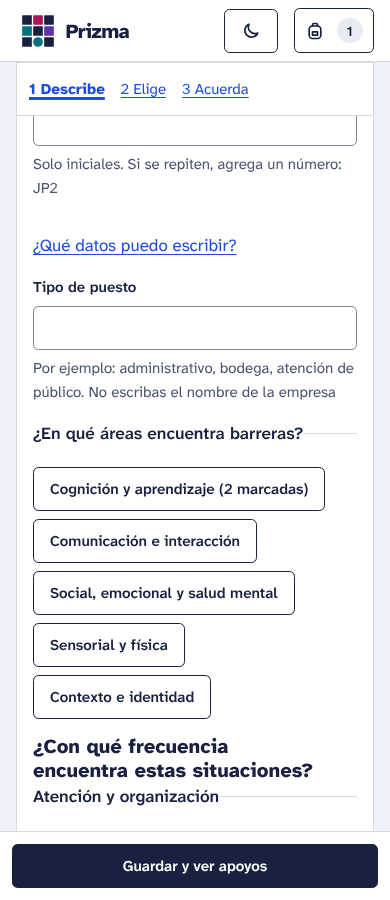 Prizma
1
1 Describe
2 Elige
3 Acuerda
Solo iniciales. Si se repiten, agrega un número:
JP2
¿Qué datos puedo escribir?
Tipo de puesto
Por ejemplo: administrativo, bodega, atención de
público. No escribas el nombre de la empresa
¿En qué áreas encuentra barreras?
Cognición y aprendizaje (2 marcadas)
Comunicación e interacción
Social, emocional y salud mental
Sensorial y física
Contexto e identidad
¿Con qué frecuencia
encuentra estas situaciones?
Atención y organización
Guardar y ver apoyos